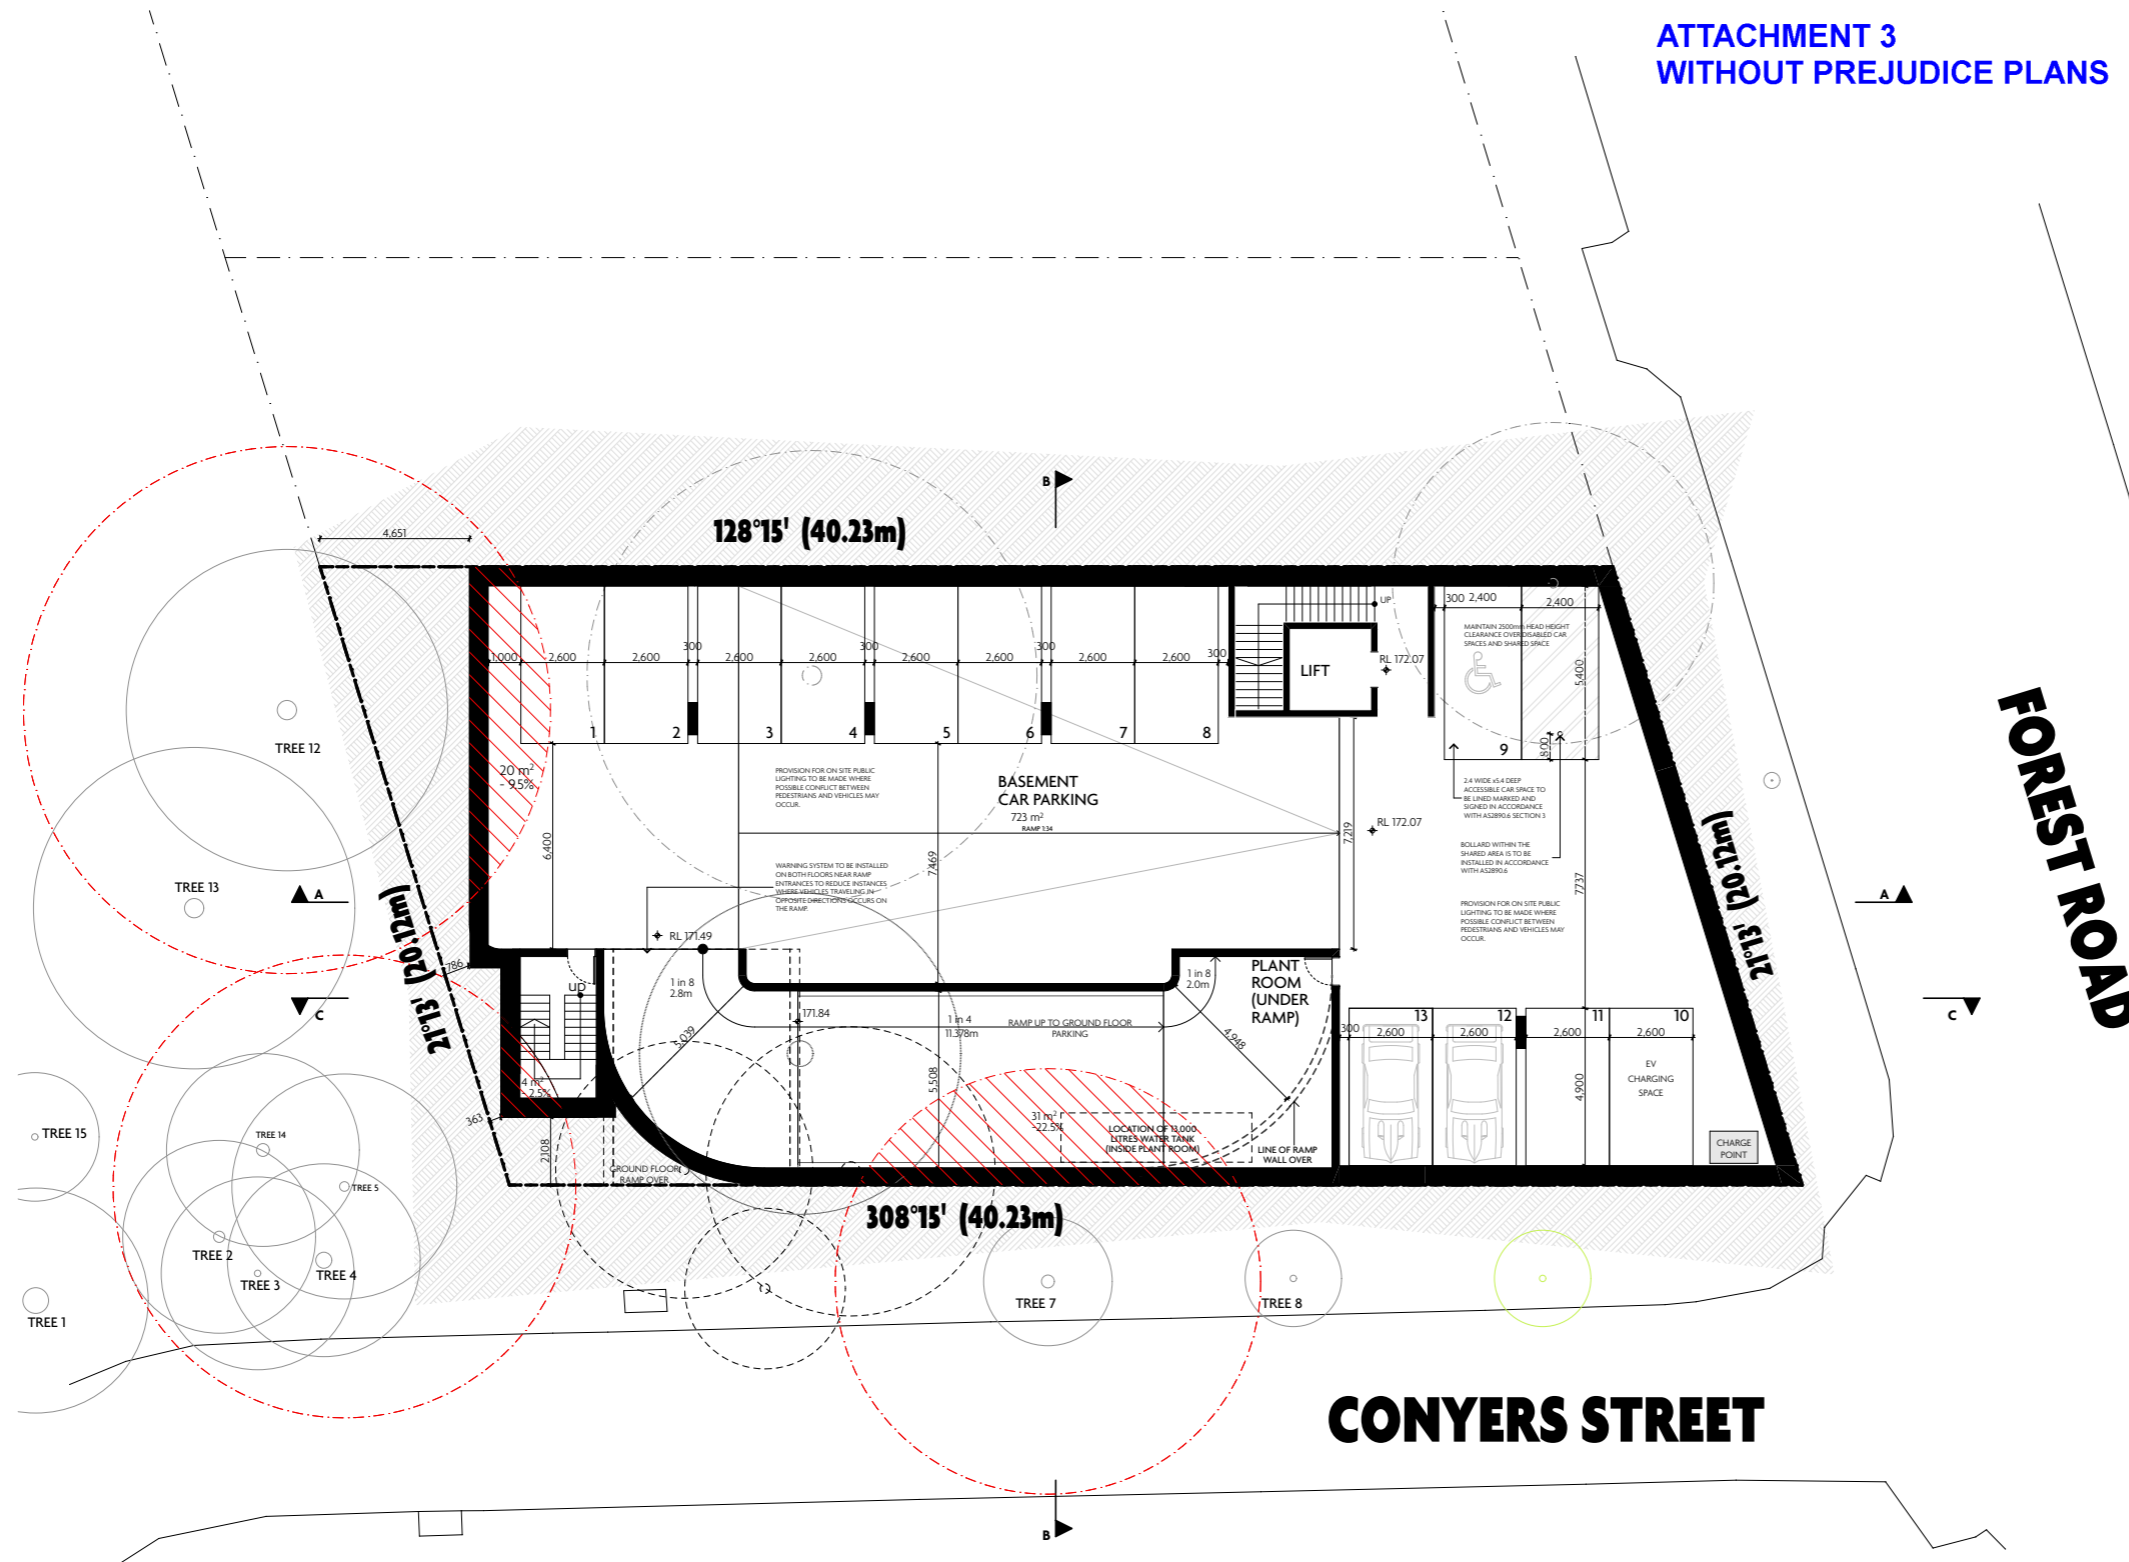 ATTACHMENT 3
WITHOUT PREJUDICE PLANS
B
4,651
128°15' (40.23m)
UP
300 2,400
2,400
MAINTAIN 2500mm HEAD HEIGHT
CLEARANCE OVER DISABLED CAR
SPACES AND SHARED SPACE
1,000
2,600
2,600
300
2,600
2,600
300
2,600
2,600
300
2,600
2,600
300
LIFT
RL 172.07
5,400
1
2
3
4
5
6
7
8
9
800
TREE 12
20 m²
- 9.5%
PROVISION FOR ON SITE PUBLIC
LIGHTING TO BE MADE WHERE
POSSIBLE CONFLICT BETWEEN
PEDESTRIANS AND VEHICLES MAY
OCCUR.
BASEMENT
CAR PARKING
723 m²
RAMP 1:34
2.4 WIDE x5.4 DEEP
ACCESSIBLE CAR SPACE TO
BE LINED MARKED AND
SIGNED IN ACCORDANCE
WITH AS2890.6 SECTION 3
RL 172.07
7,219
6,400
7,469
BOLLARD WITHIN THE
SHARED AREA IS TO BE
INSTALLED IN ACCORDANCE
WITH AS2890.6
7,737
WARNING SYSTEM TO BE INSTALLED
ON BOTH FLOORS NEAR RAMP
ENTRANCES TO REDUCE INSTANCES
WHERE VEHICLES TRAVELING IN
OPPOSITE DIRECTIONS OCCURS ON
THE RAMP.
PROVISION FOR ON SITE PUBLIC
LIGHTING TO BE MADE WHERE
POSSIBLE CONFLICT BETWEEN
PEDESTRIANS AND VEHICLES MAY
OCCUR.
TREE 13
A
A
27°13' (20.12m)
27°13' (20.12m)
FOREST ROAD
RL 171.49
786
UP
1 in 8
2.8m
1 in 8
2.0m
PLANT
ROOM
(UNDER
RAMP)
C
C
171.84
1 in 4
11.378m
RAMP UP TO GROUND FLOOR
PARKING
5,039
4,948
5,508
300
13
12
11
10
2,600
2,600
2,600
2,600
EV
CHARGING
SPACE
4,900
4 m²
- 2.5%
363
2,108
31 m²
-22.5%
LOCATION OF 13,000
LITRES WATER TANK
(INSIDE PLANT ROOM)
LINE OF RAMP
WALL OVER
CHARGE
POINT
GROUND FLOOR
RAMP OVER
308°15' (40.23m)
TREE 15
TREE 14
TREE 5
TREE 2
TREE 3
TREE 4
TREE 1
TREE 7
TREE 8
CONYERS STREET
B